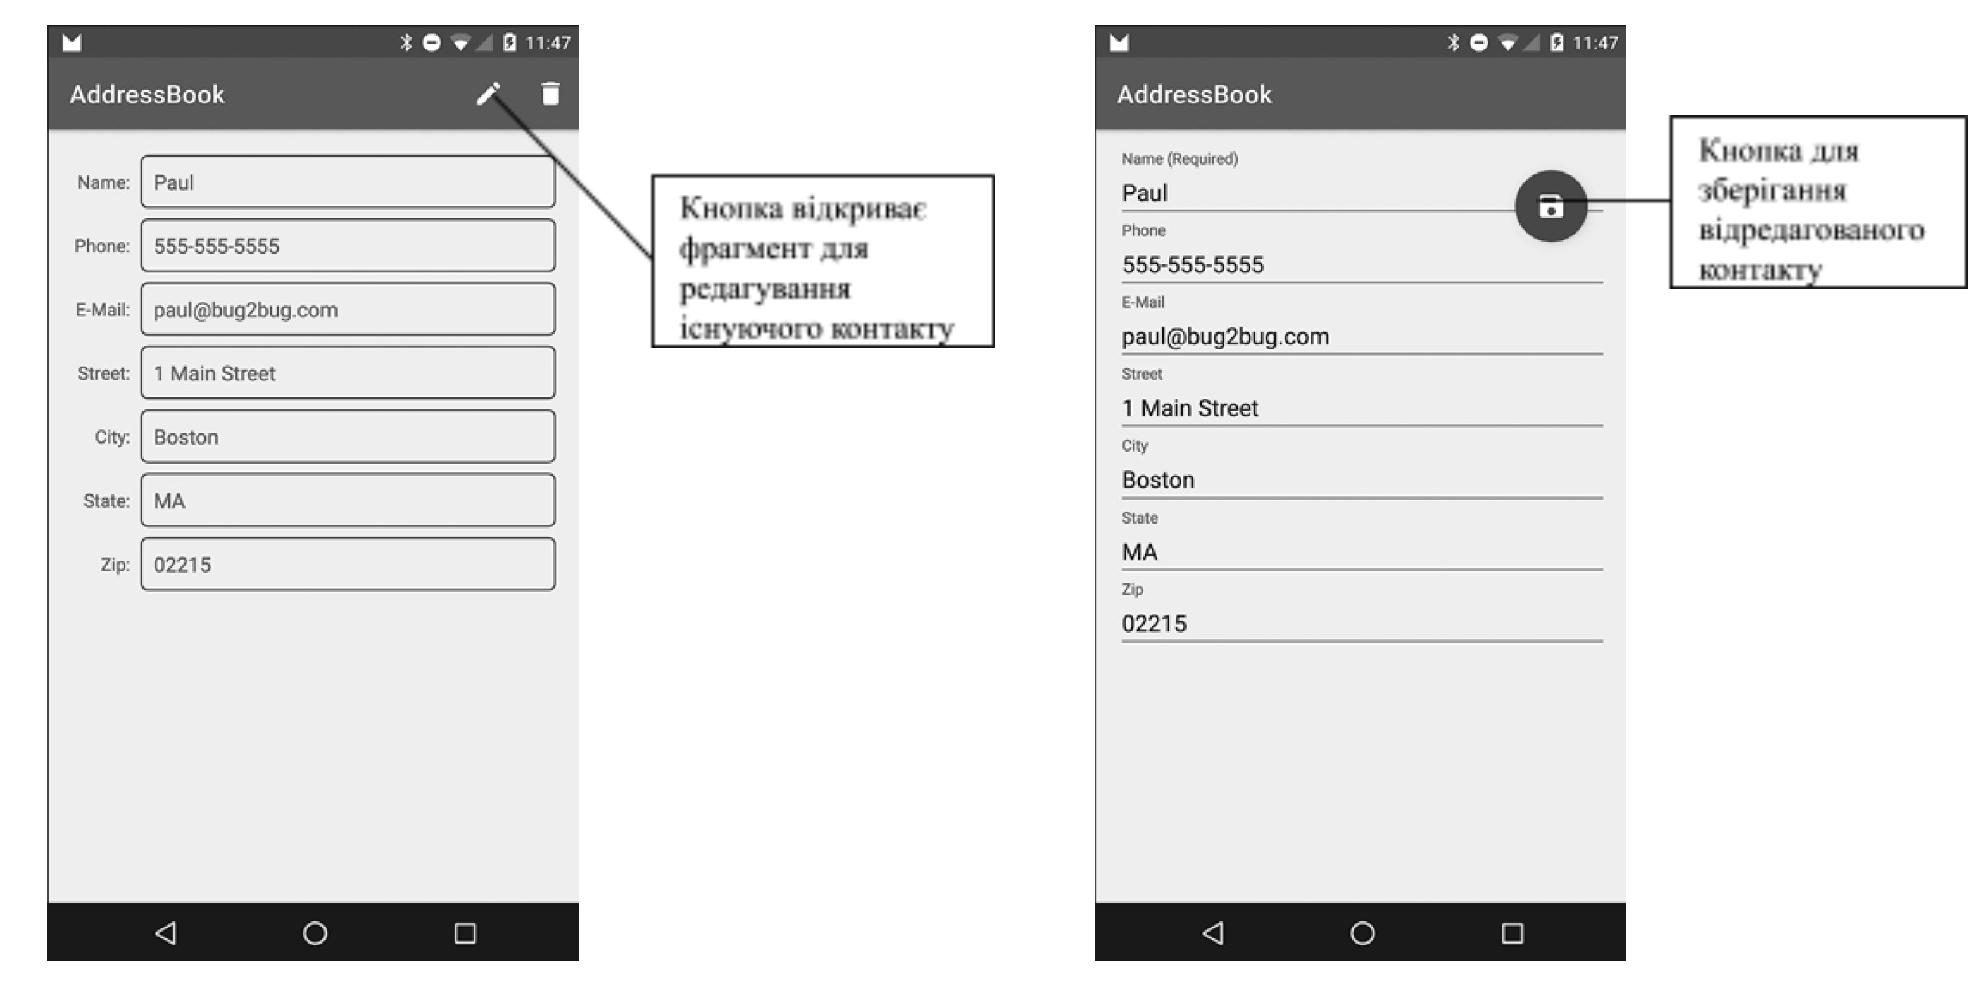 11:47
AddressBook
Name: Paul
Phone: 555-555-5555
E-Mail: paul@bug2bug.com
Street: 1 Main Street
City: Boston
State: MA
Zip: 02215
Кнопка відкриває
фрагмент для
редагування
існуючого контакту
11:47
AddressBook
Name (Required)
Paul
Phone
555-555-5555
E-Mail
paul@bug2bug.com
Street
1 Main Street
City
Boston
State
MA
Zip
02215
Кнопка для
зберігання
відредагованого
контакту